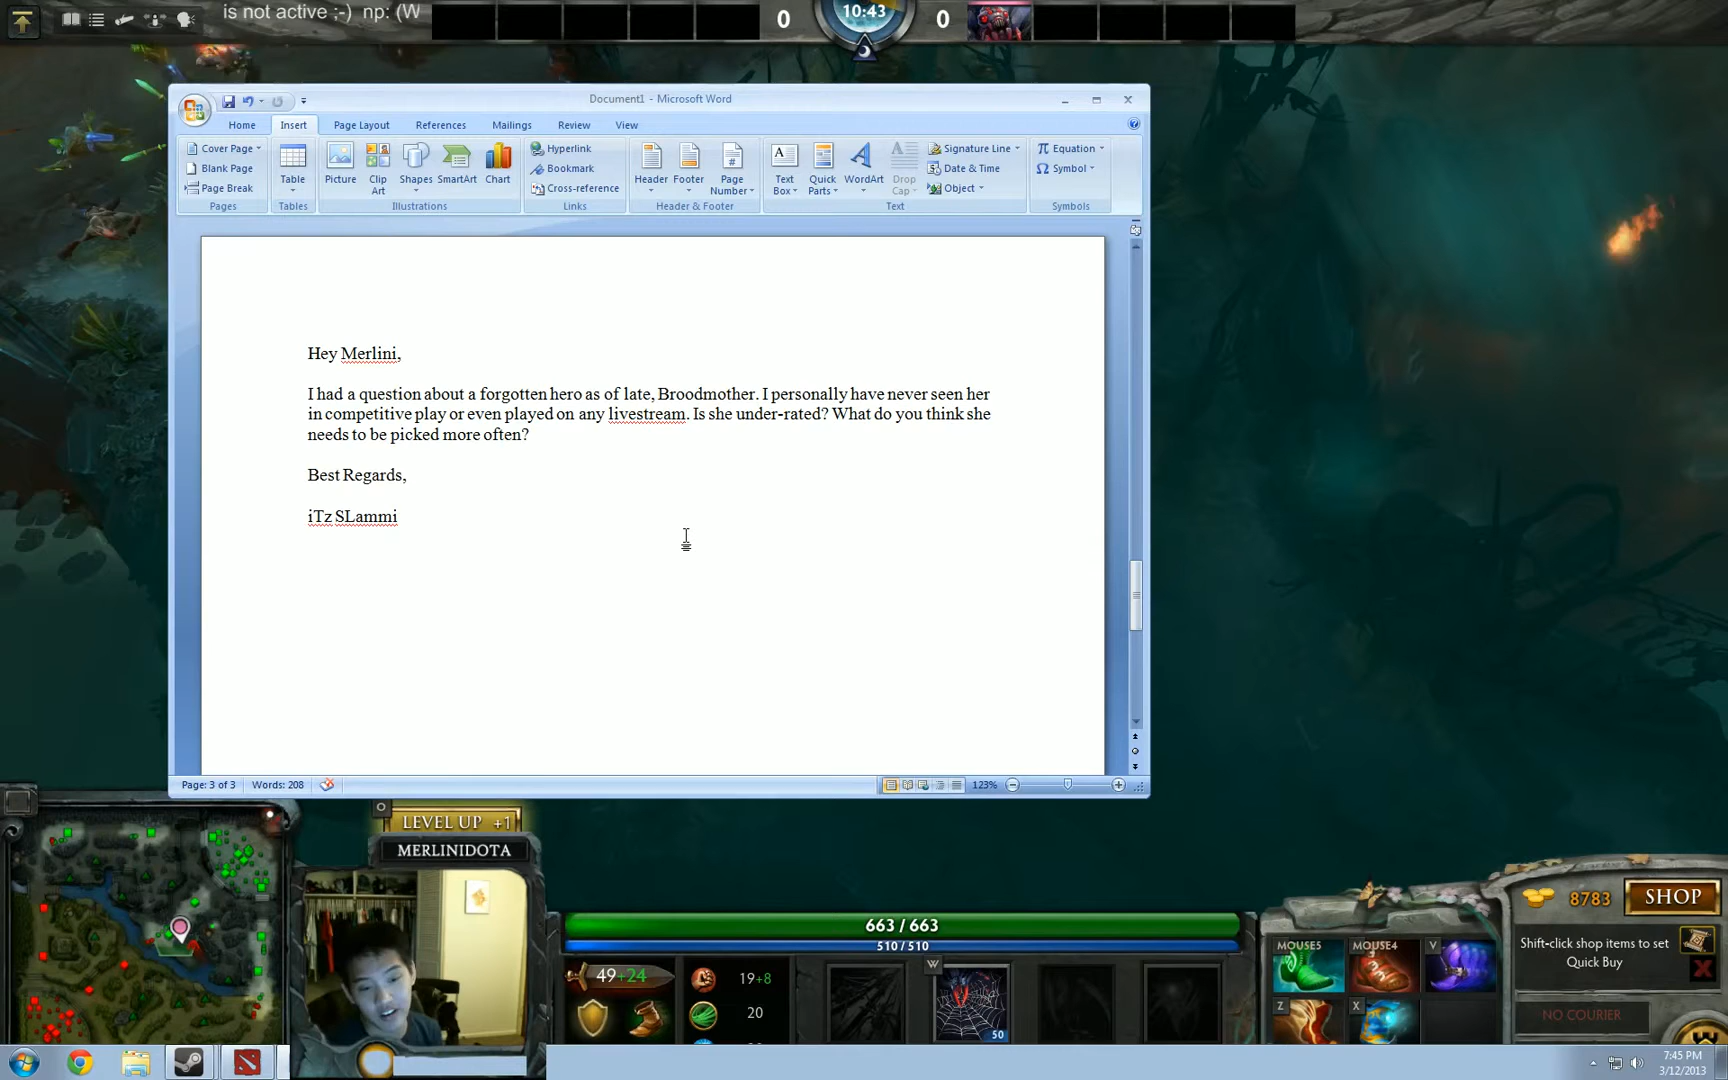 is not active ;-)  np: (W
0
10:43
0
Document1 - Microsoft Word
Home
Insert
Page Layout
References
Mailings
Review
View
Cover Page
Blank Page
Page Break
Pages
Table
Tables
Picture
Clip Art
Shapes
SmartArt
Chart
Illustrations
Hyperlink
Bookmark
Cross-reference
Links
Header
Footer
Page Number
Header & Footer
Text Box
Quick Parts
WordArt
Drop Cap
Signature Line
Date & Time
Object
Text
Equation
Symbol
Symbols
Hey Merlini,
I had a question about a forgotten hero as of late, Broodmother. I personally have never seen her
in competitive play or even played on any livestream. Is she under-rated? What do you think she
needs to be picked more often?
Best Regards,
iTz SLammi
Page: 3 of 3
Words: 208
123%
LEVEL UP +1
MERLINIDOTA
663 / 663
510 / 510
49+24
19+8
20
W
50
MOUSE5
MOUSE4
V
Z
X
8783
SHOP
Shift-click shop items to set
Quick Buy
NO COURIER
7:45 PM
3/12/2013